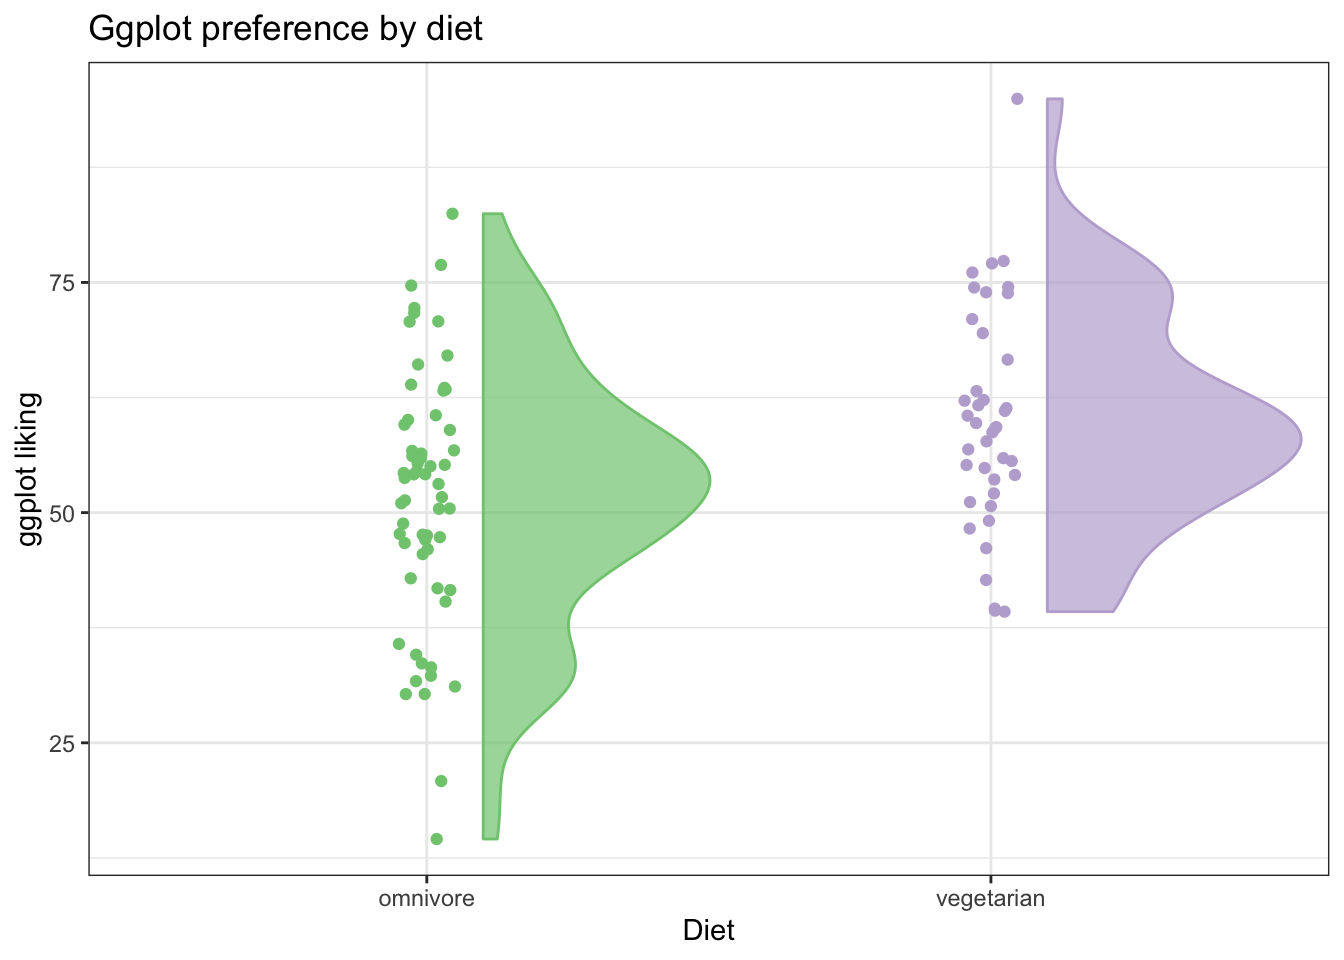 Ggplot preference by diet
ggplot liking
75
50
25
omnivore
vegetarian
Diet